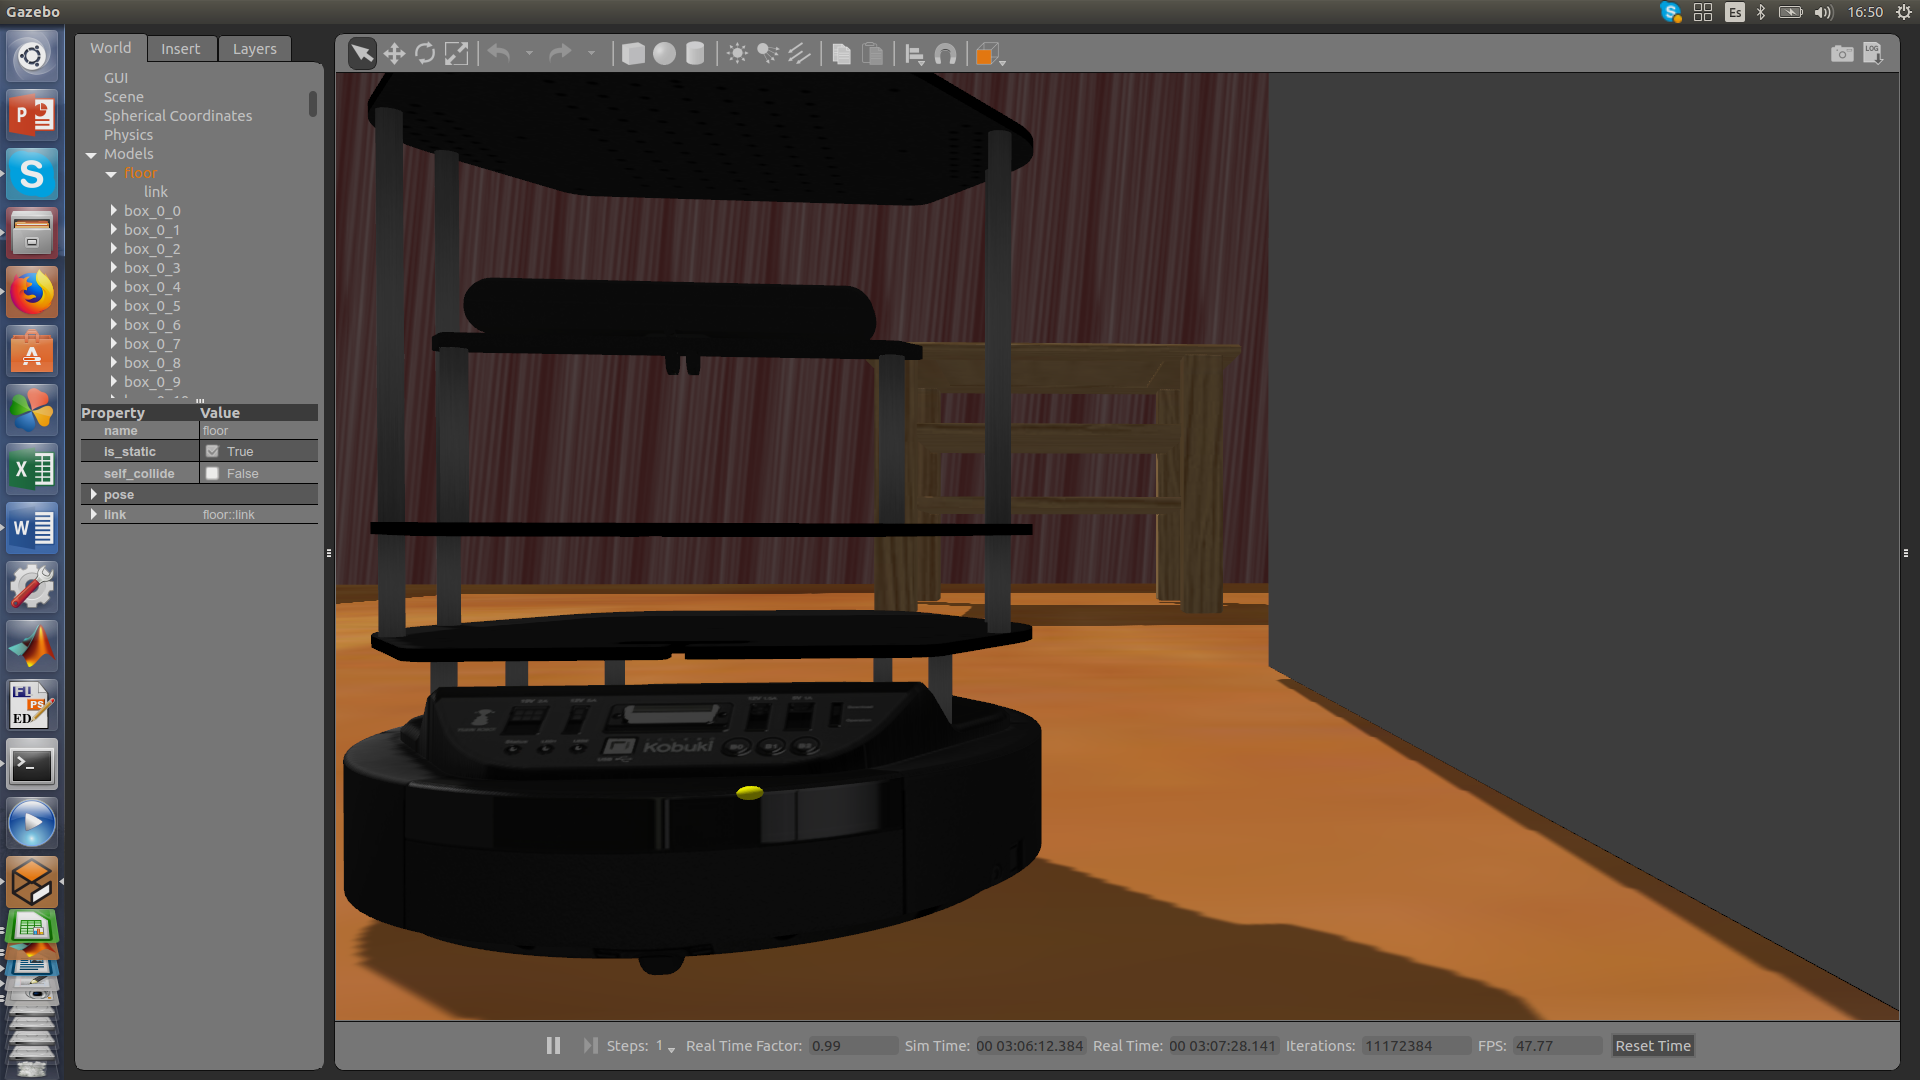 Gazebo
Es
16:50
World
Insert
Layers
LOG
GUI
Scene
Spherical Coordinates
Physics
Models
floor
link
box_0_0
box_0_1
box_0_2
box_0_3
box_0_4
box_0_5
box_0_6
box_0_7
box_0_8
box_0_9
Property Value
name floor
is_static True
self_collide False
pose
link floor::link
Kobuki
Steps: 1 Real Time Factor: 0.99 Sim Time: 00 03:06:12.384 Real Time: 00 03:07:28.141 Iterations: 11172384 FPS: 47.77 Reset Time